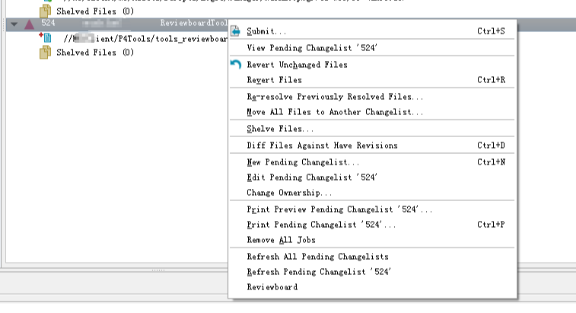 Shelved Files (0)
524 ReviewboardTool
Submit... Ctrl+S
//
ient/P4Tools/tools_reviewboar
View Pending Changelist '524'
Shelved Files (0)
Revert Unchanged Files
Revert Files Ctrl+R
Re-resolve Previously Resolved Files...
Move All Files to Another Changelist...
Shelve Files...
Diff Files Against Have Revisions Ctrl+D
New Pending Changelist... Ctrl+N
Edit Pending Changelist '524'
Change Ownership...
Print Preview Pending Changelist '524'...
Print Pending Changelist '524'... Ctrl+P
Remove All Jobs
Refresh All Pending Changelists
Refresh Pending Changelist '524'
Reviewboard